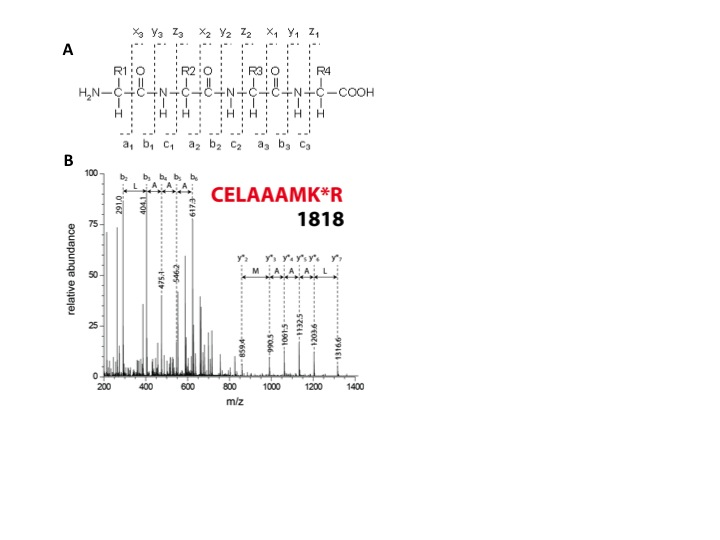 x₃ y₃ z₃ x₂ y₂ z₂ x₁ y₁ z₁
A
R1 O R2 O R3 O R4
H₂N C C N C C N C C N C COOH
H H H H H H H
a₁ b₁ c₁ a₂ b₂ c₂ a₃ b₃ c₃
B
100
75
50
25
0
relative abundance
b₂ b₃ b₄ b₅ b₆
L A A A
291.0
404.1
475.1
546.2
617.3
CELAAAMK*R
1818
y*₂ y*₃ y*₄ y*₅ y*₆ y*₇
M A A A L
859.4
990.5
1061.5
1132.5
1203.6
1316.6
200 400 600 800 1000 1200 1400
m/z